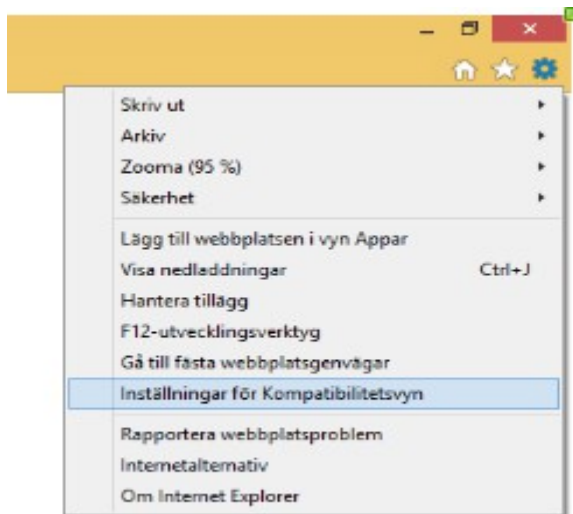 Skriv ut
Arkiv
Zooma (95 %)
Säkerhet
Lägg till webbplatsen i vyn Appar
Visa nedladdningar Ctrl+J
Hantera tillägg
F12-utvecklingsverktyg
Gå till fästa webbplatsgenvägar
Inställningar för Kompatibilitetsvyn
Rapportera webbplatsproblem
Internetalternativ
Om Internet Explorer